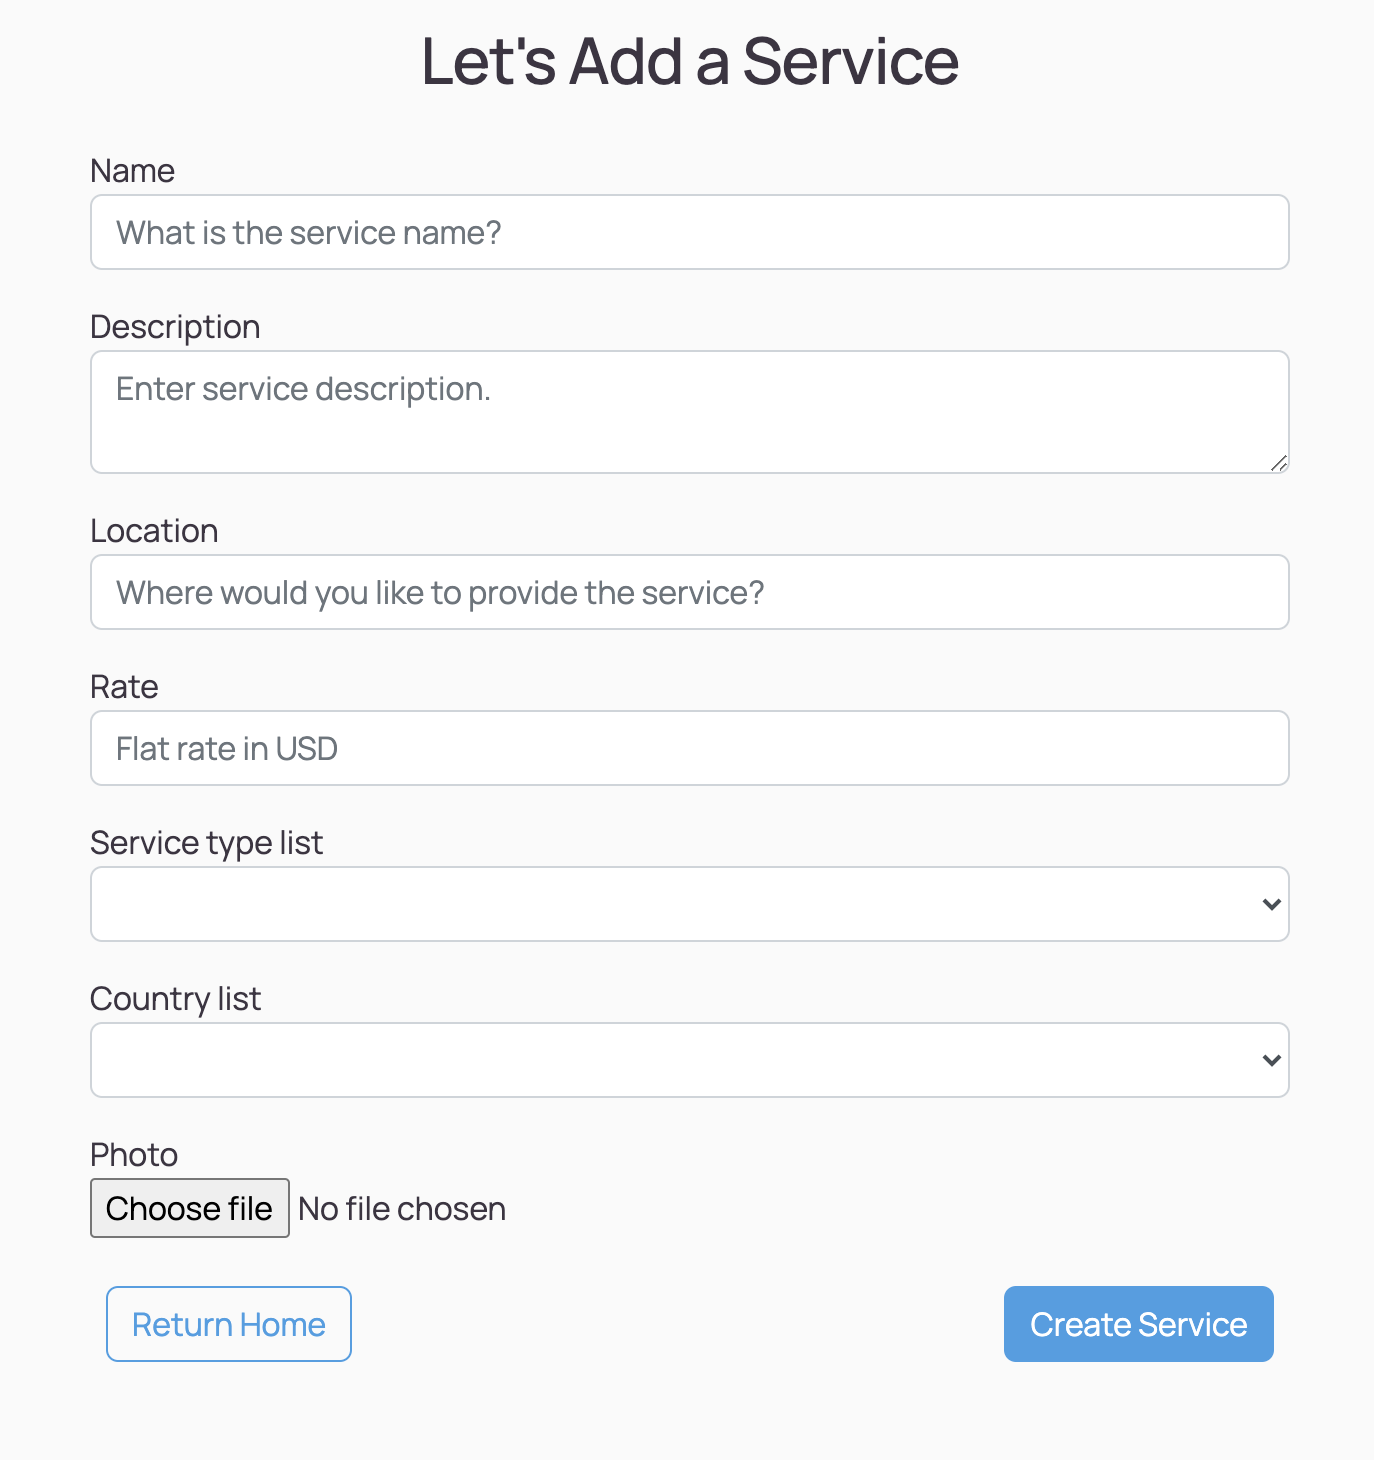 Let's Add a Service
Name
What is the service name?
Description
Enter service description.
Location
Where would you like to provide the service?
Rate
Flat rate in USD
Service type list
Country list
Photo
Choose file No file chosen
Return Home Create Service